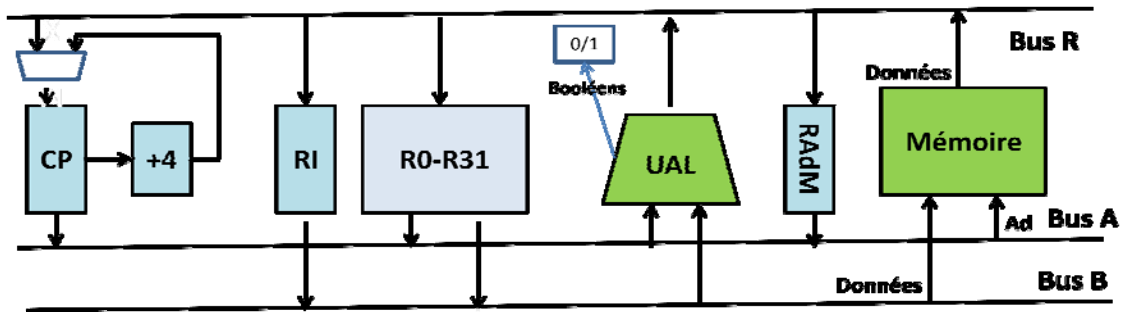 0/1
Bus R
Booléens
Données
CP
+4
RI
R0-R31
UAL
RAdM
Mémoire
Ad
Bus A
Données
Bus B